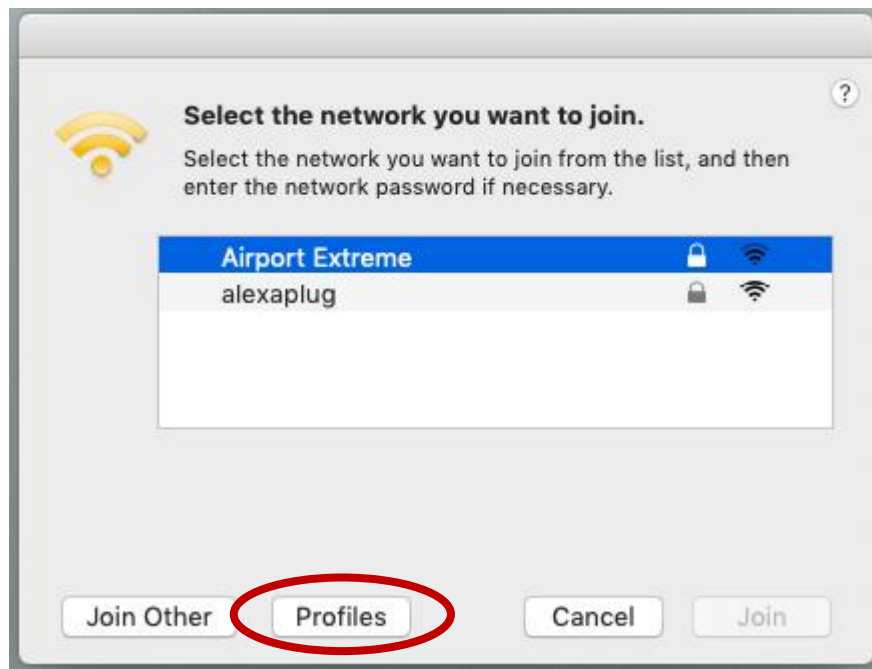 ?
Select the network you want to join.
Select the network you want to join from the list, and then
enter the network password if necessary.
Airport Extreme
alexaplug
Join Other Profiles Cancel Join